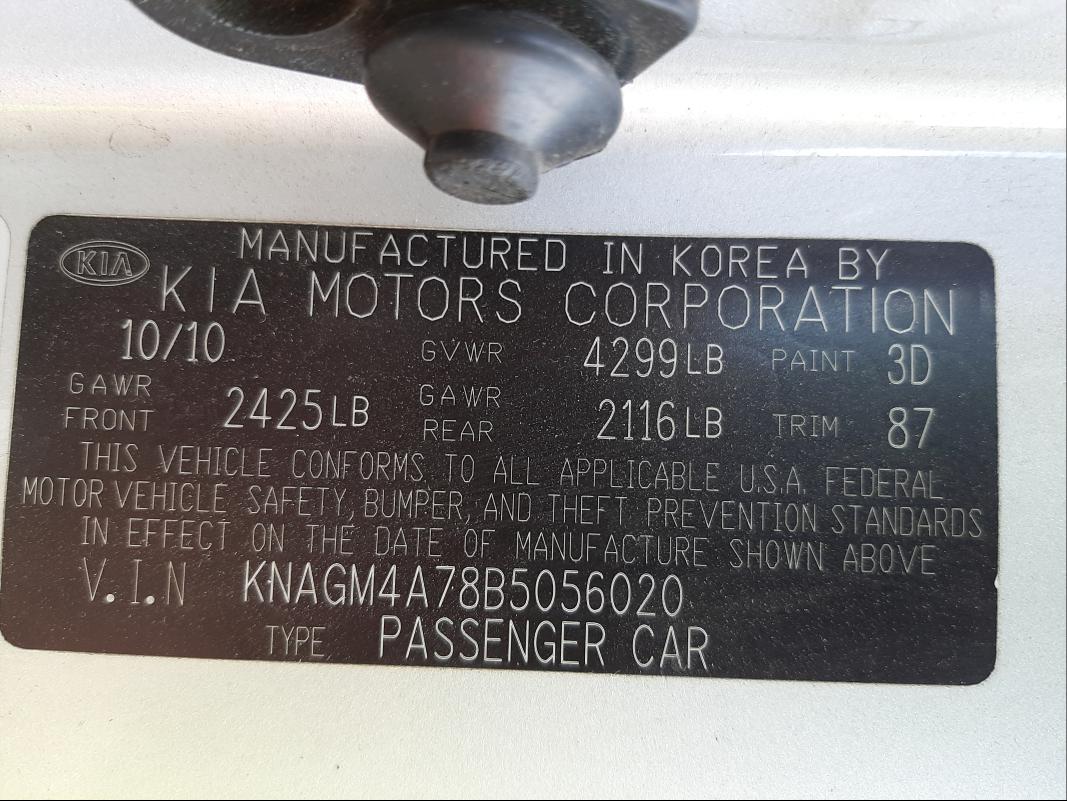 KIA MANUFACTURED IN KOREA BY
KIA MOTORS CORPORATION
10/10 GVWR 4299LB PAINT 3D
GAWR FRONT 2425LB GAWR REAR 2116LB TRIM 87
THIS VEHICLE CONFORMS TO ALL APPLICABLE U.S.A. FEDERAL
MOTOR VEHICLE SAFETY, BUMPER, AND THEFT PREVENTION STANDARDS
IN EFFECT ON THE DATE OF MANUFACTURE SHOWN ABOVE
V.I.N KNAGM4A78B5056020
TYPE PASSENGER CAR